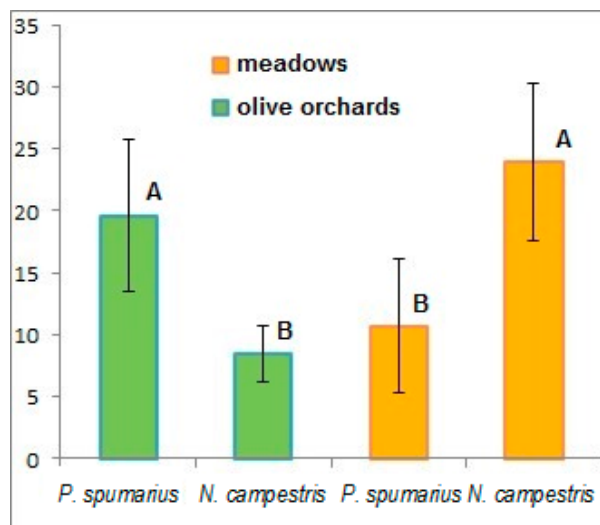 35
30
25
20
15
10
5
0
meadows
olive orchards
A
B
B
A
P. spumarius N. campestris P. spumarius N. campestris